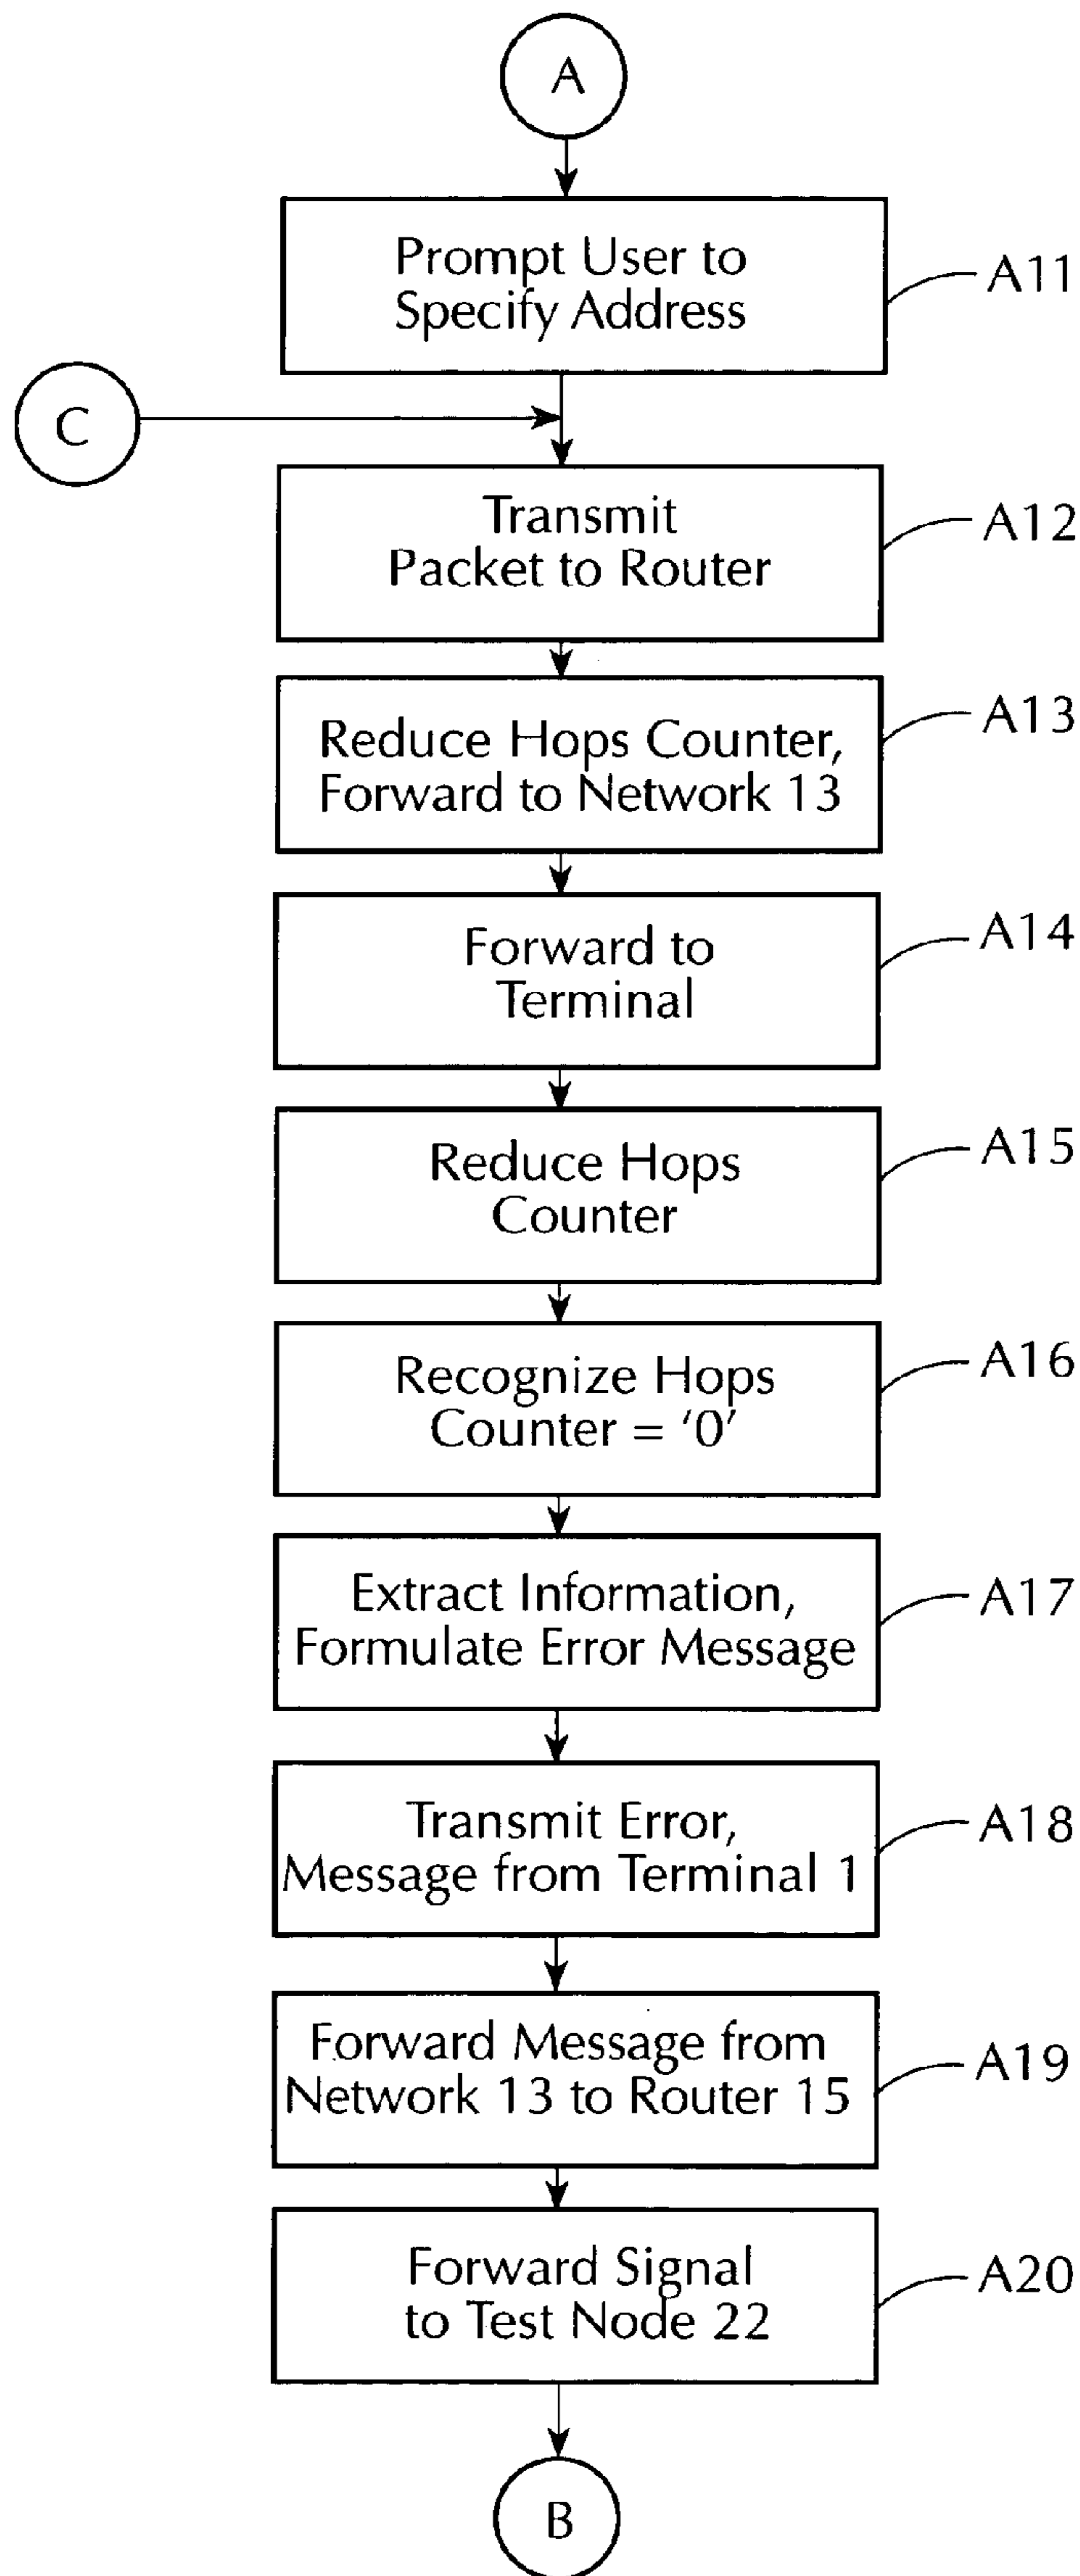 A
Prompt User to
Specify Address
A11
C
Transmit
Packet to Router
A12
Reduce Hops Counter,
Forward to Network 13
A13
Forward to
Terminal
A14
Reduce Hops
Counter
A15
Recognize Hops
Counter = '0'
A16
Extract Information,
Formulate Error Message
A17
Transmit Error,
Message from Terminal 1
A18
Forward Message from
Network 13 to Router 15
A19
Forward Signal
to Test Node 22
A20
B